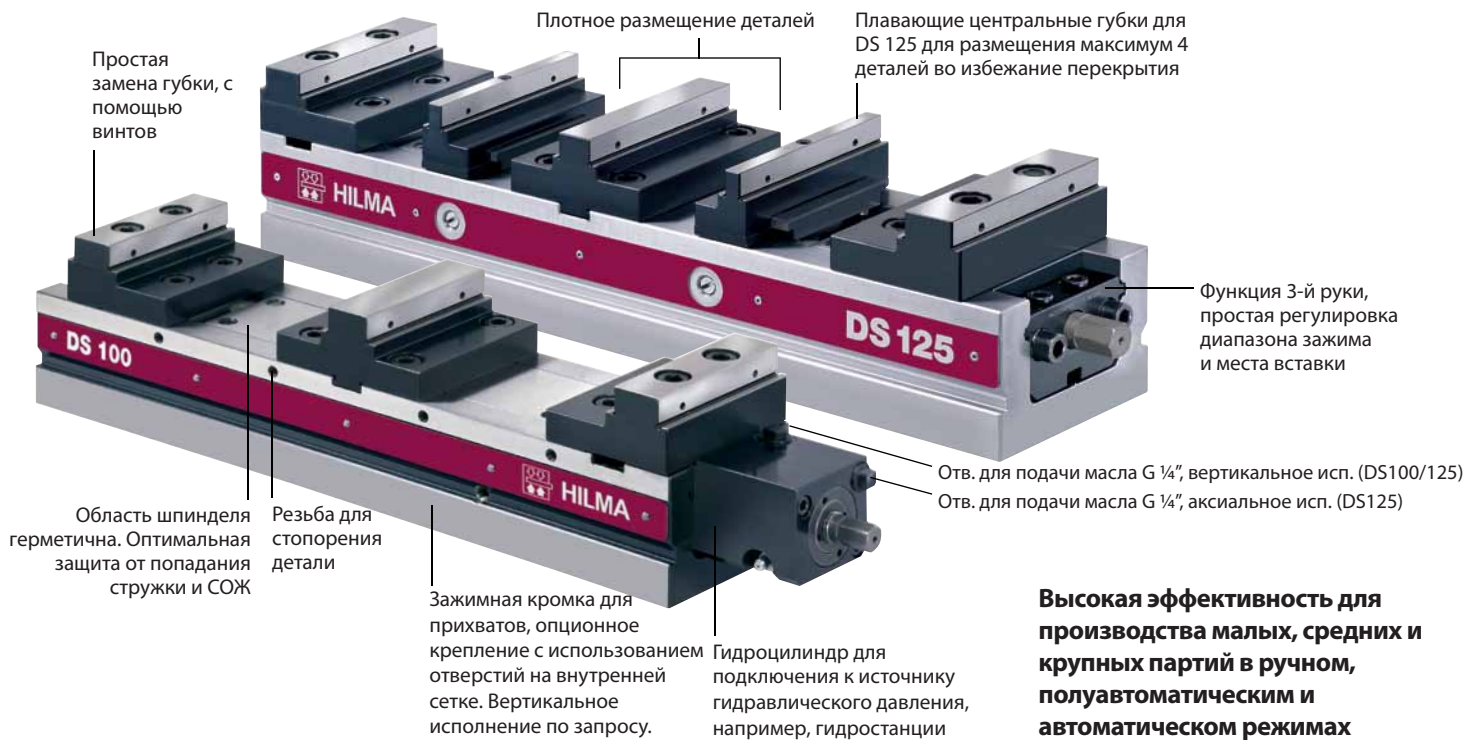 Плотное размещение деталей
Плавающие центральные губки для
DS 125 для размещения максимум 4
деталей во избежание перекрытия
Простая
замена губки, с
помощью
винтов
HILMA
DS 125
Функция 3-й руки,
простая регулировка
диапазона зажима
и места вставки
DS 100
HILMA
Отв. для подачи масла G ¼”, вертикальное исп. (DS100/125)
Отв. для подачи масла G ¼”, аксиальное исп. (DS125)
Область шпинделя
герметична. Оптимальная
защита от попадания
стружки и СОЖ
Резьба для
стопорения
детали
Зажимная кромка для
прихватов, опционное
крепление с использованием
отверстий на внутренней
сетке. Вертикальное
исполнение по запросу.
Гидроцилиндр для
подключения к источнику
гидравлического давления,
например, гидростанции
Высокая эффективность для
производства малых, средних и
крупных партий в ручном,
полуавтоматическим и
автоматическом режимах